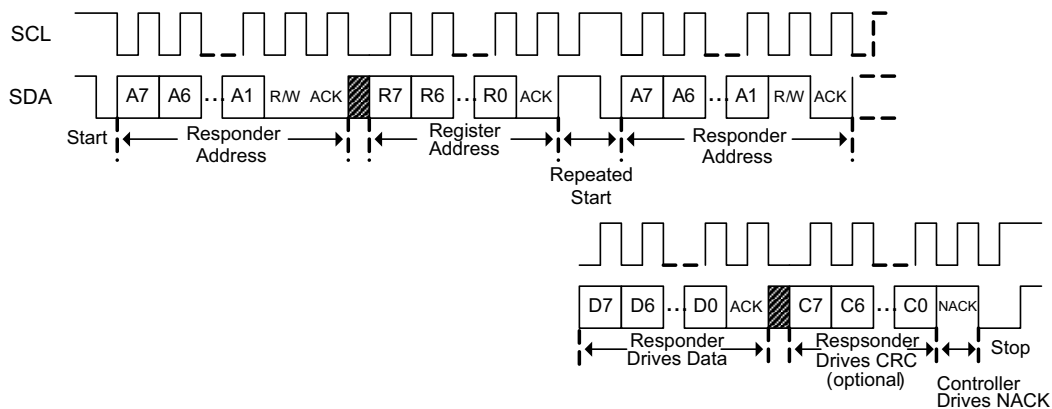 SCL
SDA A7 A6 ... A1 R/W ACK R7 R6 ... R0 ACK A7 A6 ... A1 R/W ACK
Start
Responder
Address
Register
Address
Repeated
Start
Responder
Address
D7 D6 ... D0 ACK C7 C6 ... C0 NACK
Responder
Drives Data
Respsonder
Drives CRC
(optional)
Stop
Controller
Drives NACK